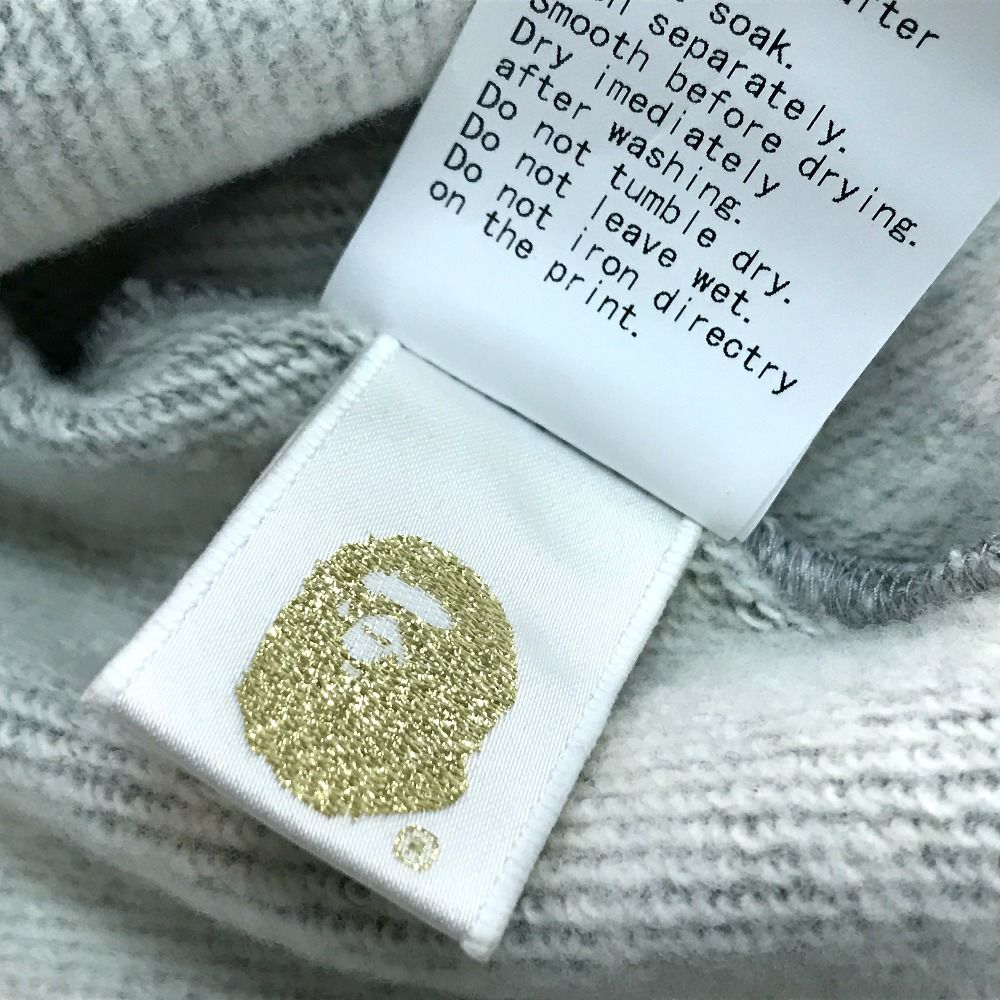 after
soak.
separately.
Smooth before drying.
Dry imediately
after washing.
Do not tumble dry.
Do not leave wet.
Do not iron directry
on the print.